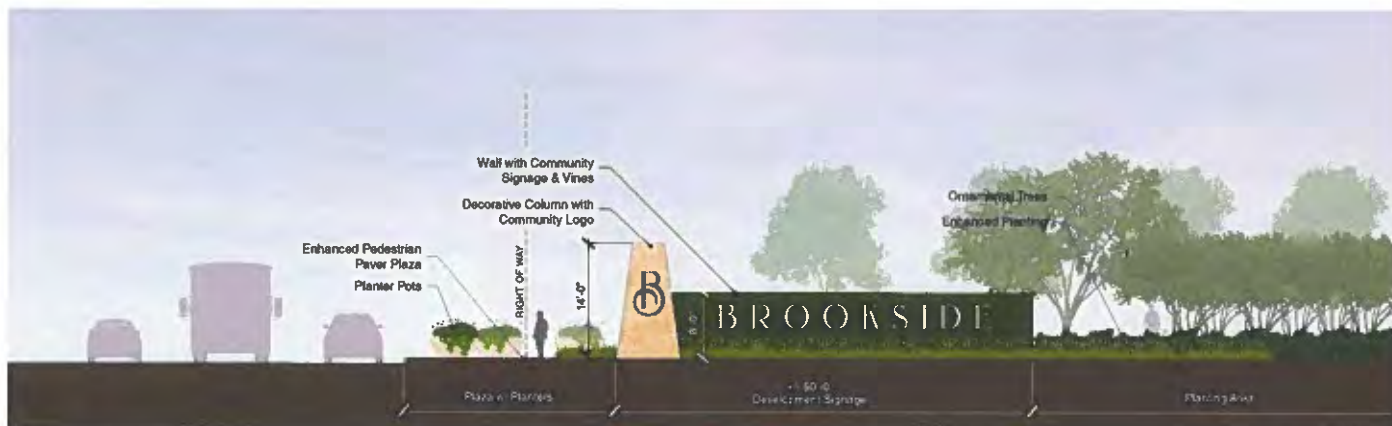 Wall with Community
Signage & Vines
Decorative Column with
Community Logo
Ornamental Trees
Enhanced Planting
Enhanced Pedestrian
Paver Plaza
Planter Pots
RIGHT OF WAY
14'-0"
B
BROOKSIDE
Plaza w/ Planters
Development Signage
Planting Area